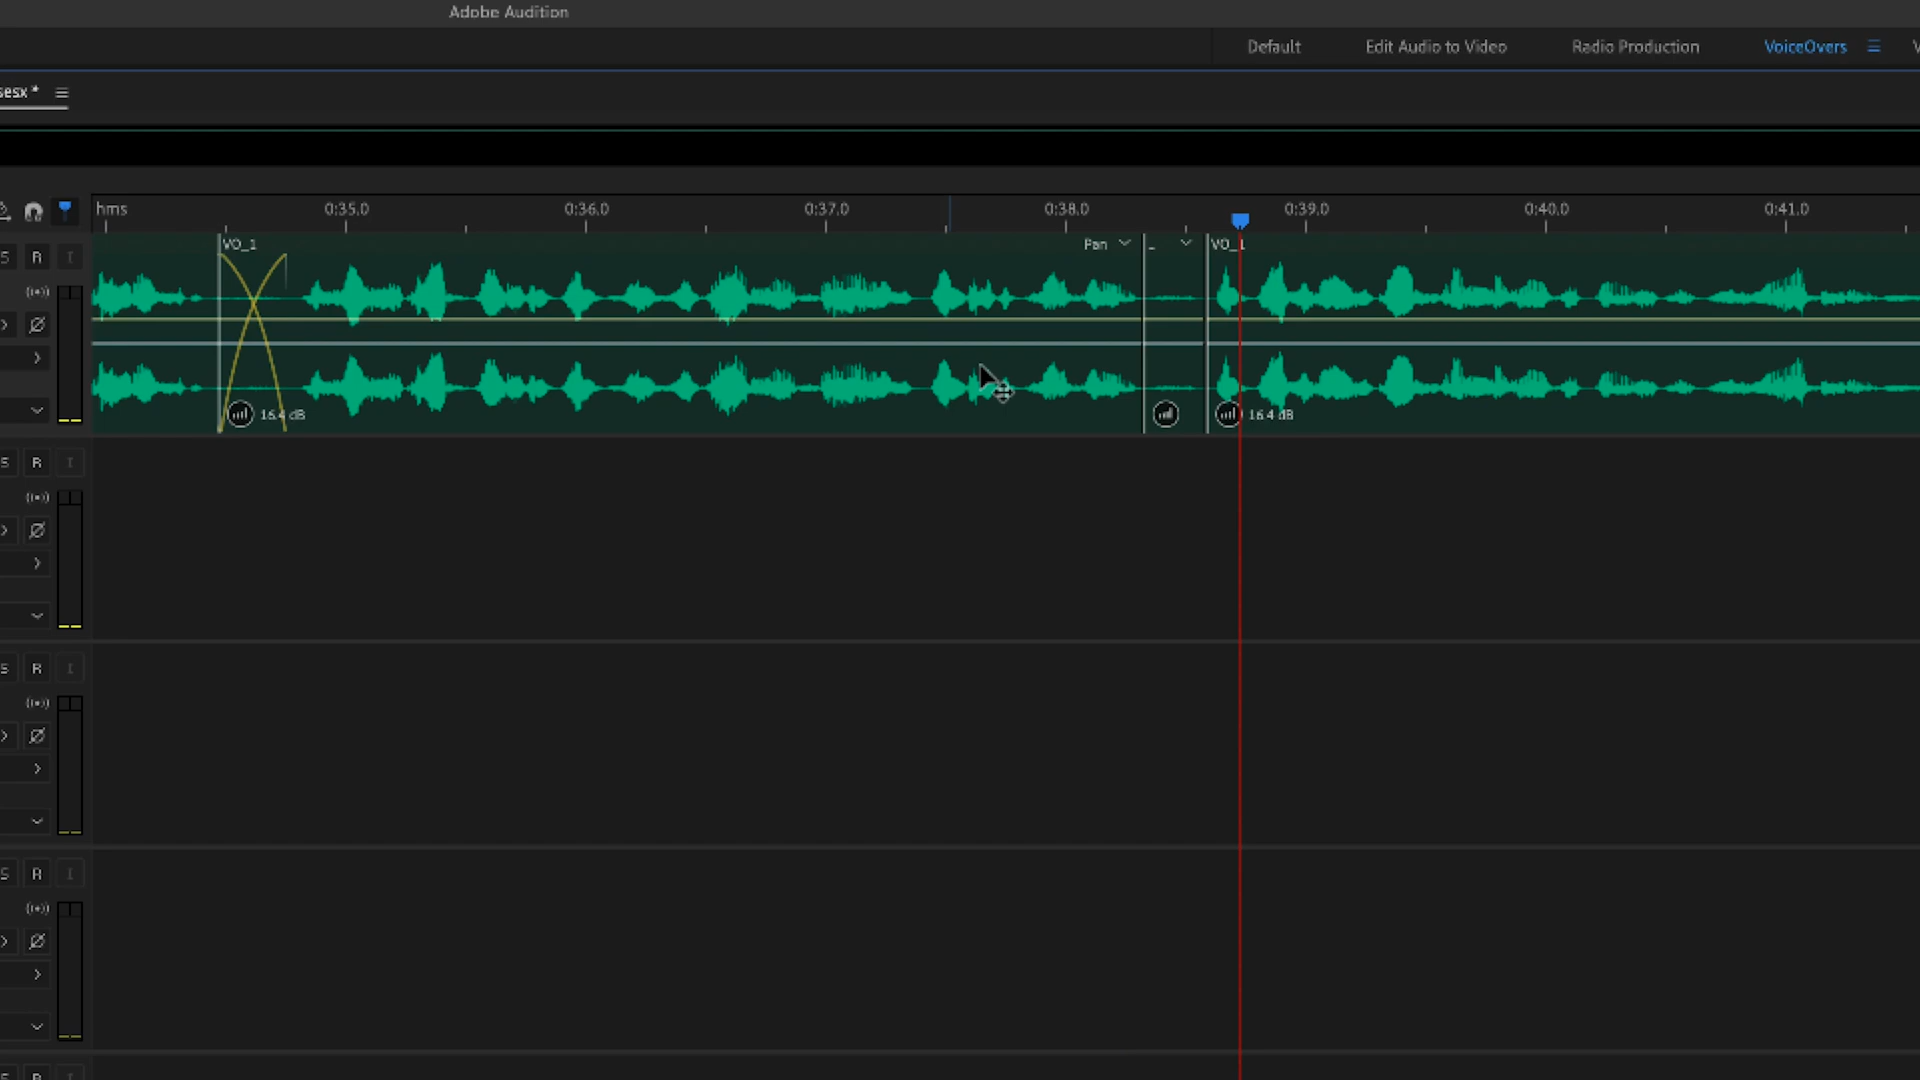 Adobe Audition
Default Edit Audio to Video Radio Production VoiceOvers
sesx *
hms 0:35.0 0:36.0 0:37.0 0:38.0 0:39.0 0:40.0 0:41.0
VO_1 Pan VO_1
S R I
16.4 dB 16.4 dB
S R I
S R I
S R I
R